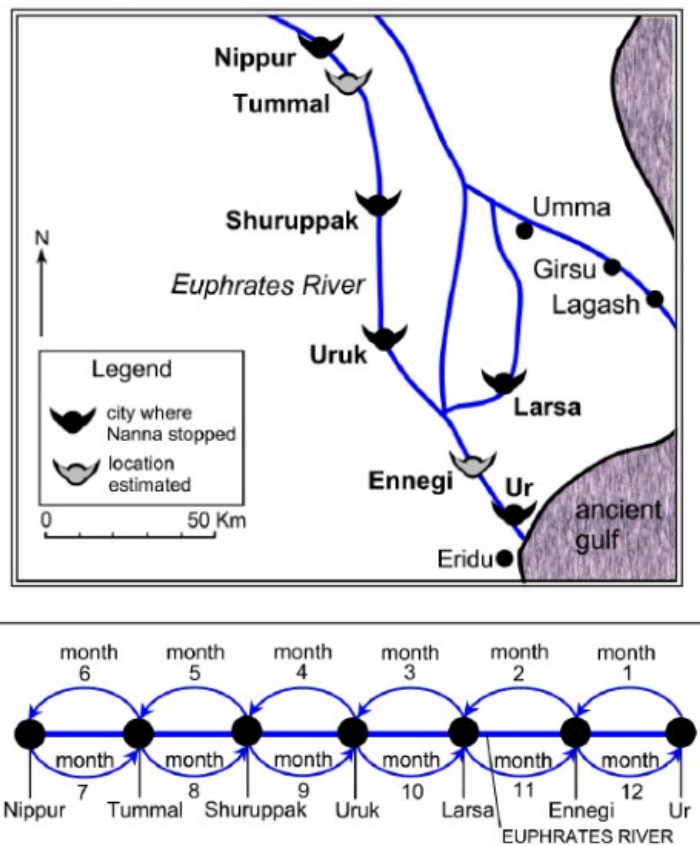 Nippur
Tummal
Shuruppak
Umma
Girsu
Lagash
N
Euphrates River
Uruk
Legend
city where
Nanna stopped
location
estimated
Larsa
Ennegi
Ur
0 50 Km
ancient
gulf
Eridu
month month month month month month
6 5 4 3 2 1
month month month month month month
7 8 9 10 11 12
Nippur Tummal Shuruppak Uruk Larsa Ennegi Ur
EUPHRATES RIVER